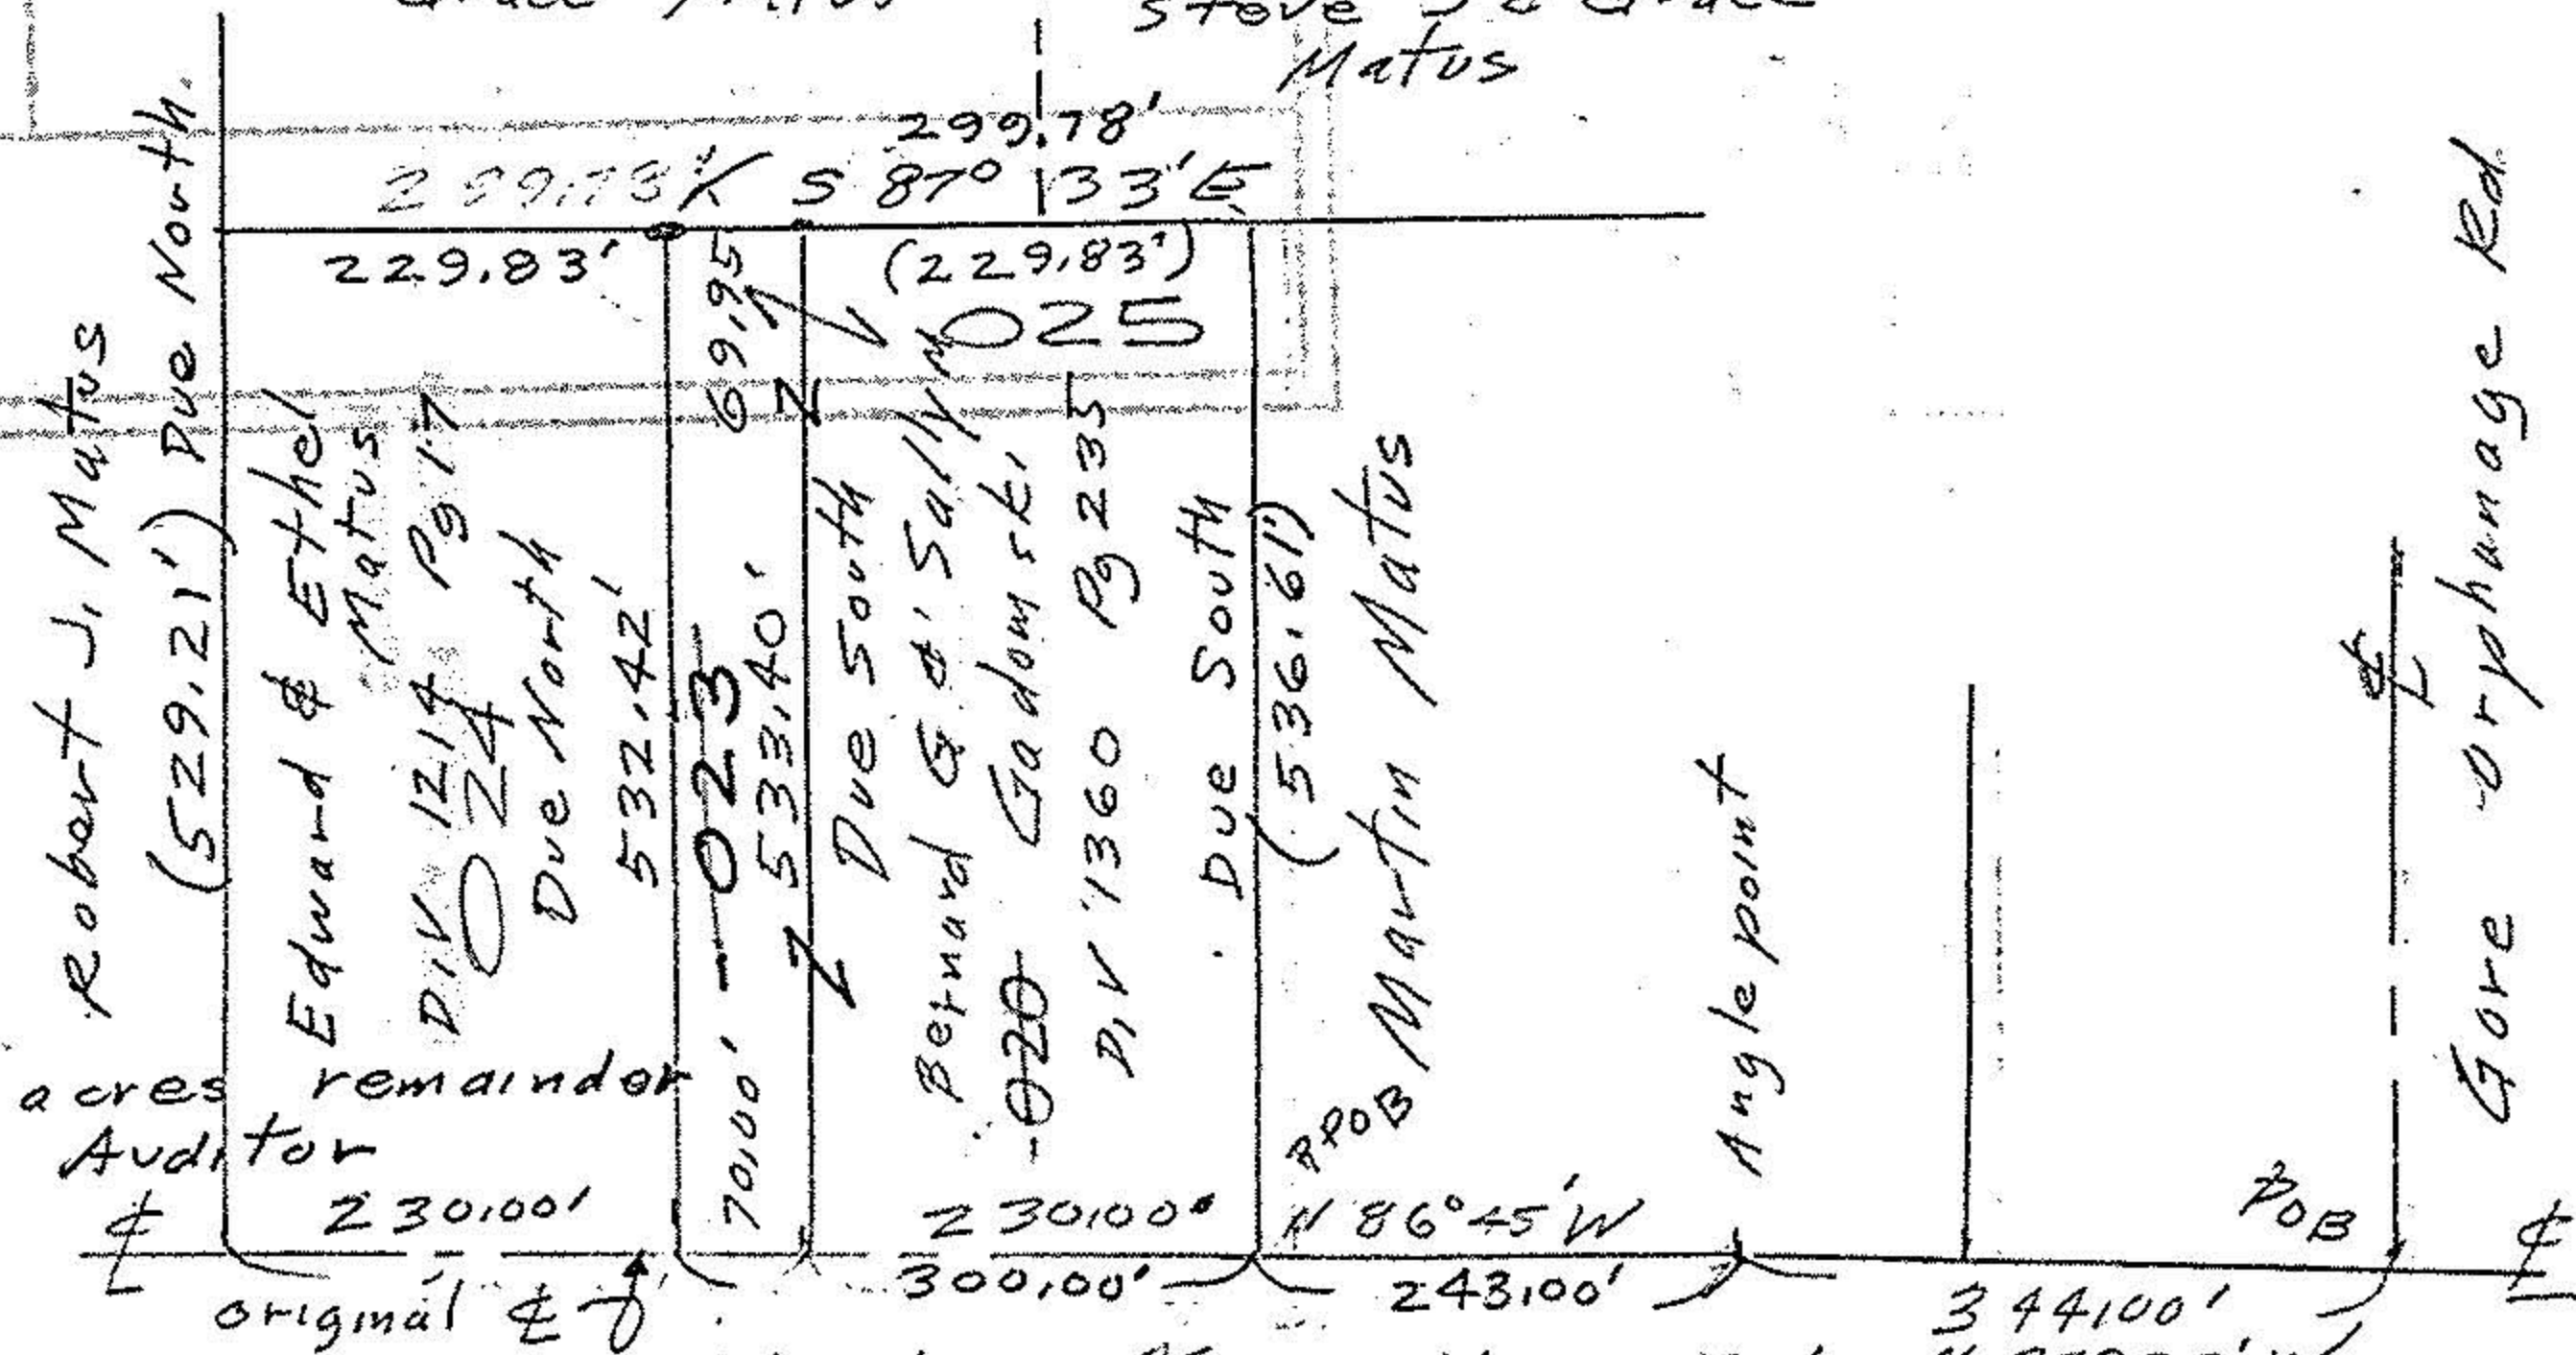 Steve J & Grace
Matus
299.78'
S 87° 33' E
229.83'
69.95
(229.83')
025
Robert J. Matus
(529.21') Due North.
Edward & Ethel
Matus
D.V 1214 Pg 17
024
Due North
532.42'
023
533.40'
70.00'
Due South
Bernard G & Sally M
Gadomski
020
D.V 1360 Pg 235
Due South
(536.61')
Martin Matus
PPOB
Angle point
Gore orphanage Rd.
acres remainder
Auditor
℄
230.00'
230.00'
N 86° 45' W
POB
℄
℄
original ℄
300.00'
243.00'
344.00'